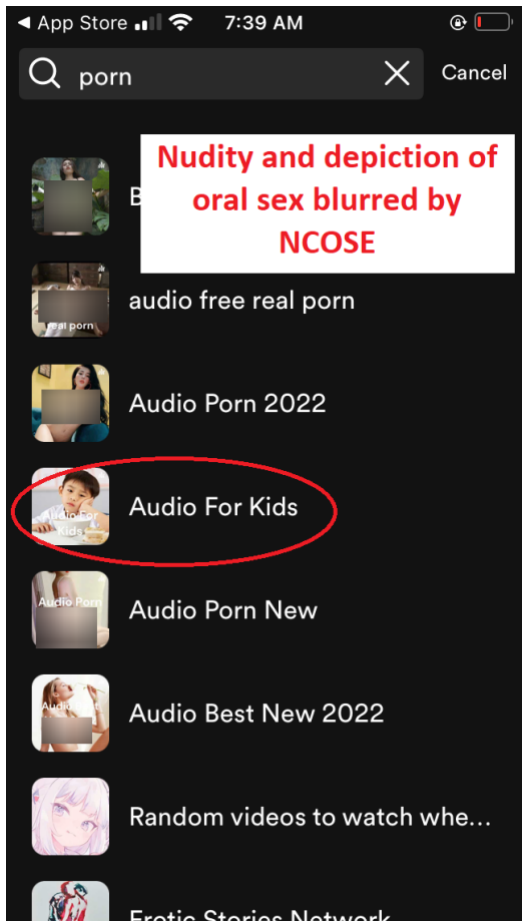 App Store
7:39 AM
porn
Cancel
Nudity and depiction of
oral sex blurred by
NCOSE
B
audio free real porn
real porn
Audio Porn 2022
Audio For Kids
Audio For
Kids
Audio Porn New
Audio Porn
Audio Best New 2022
Random videos to watch whe...
Erotic Stories Network